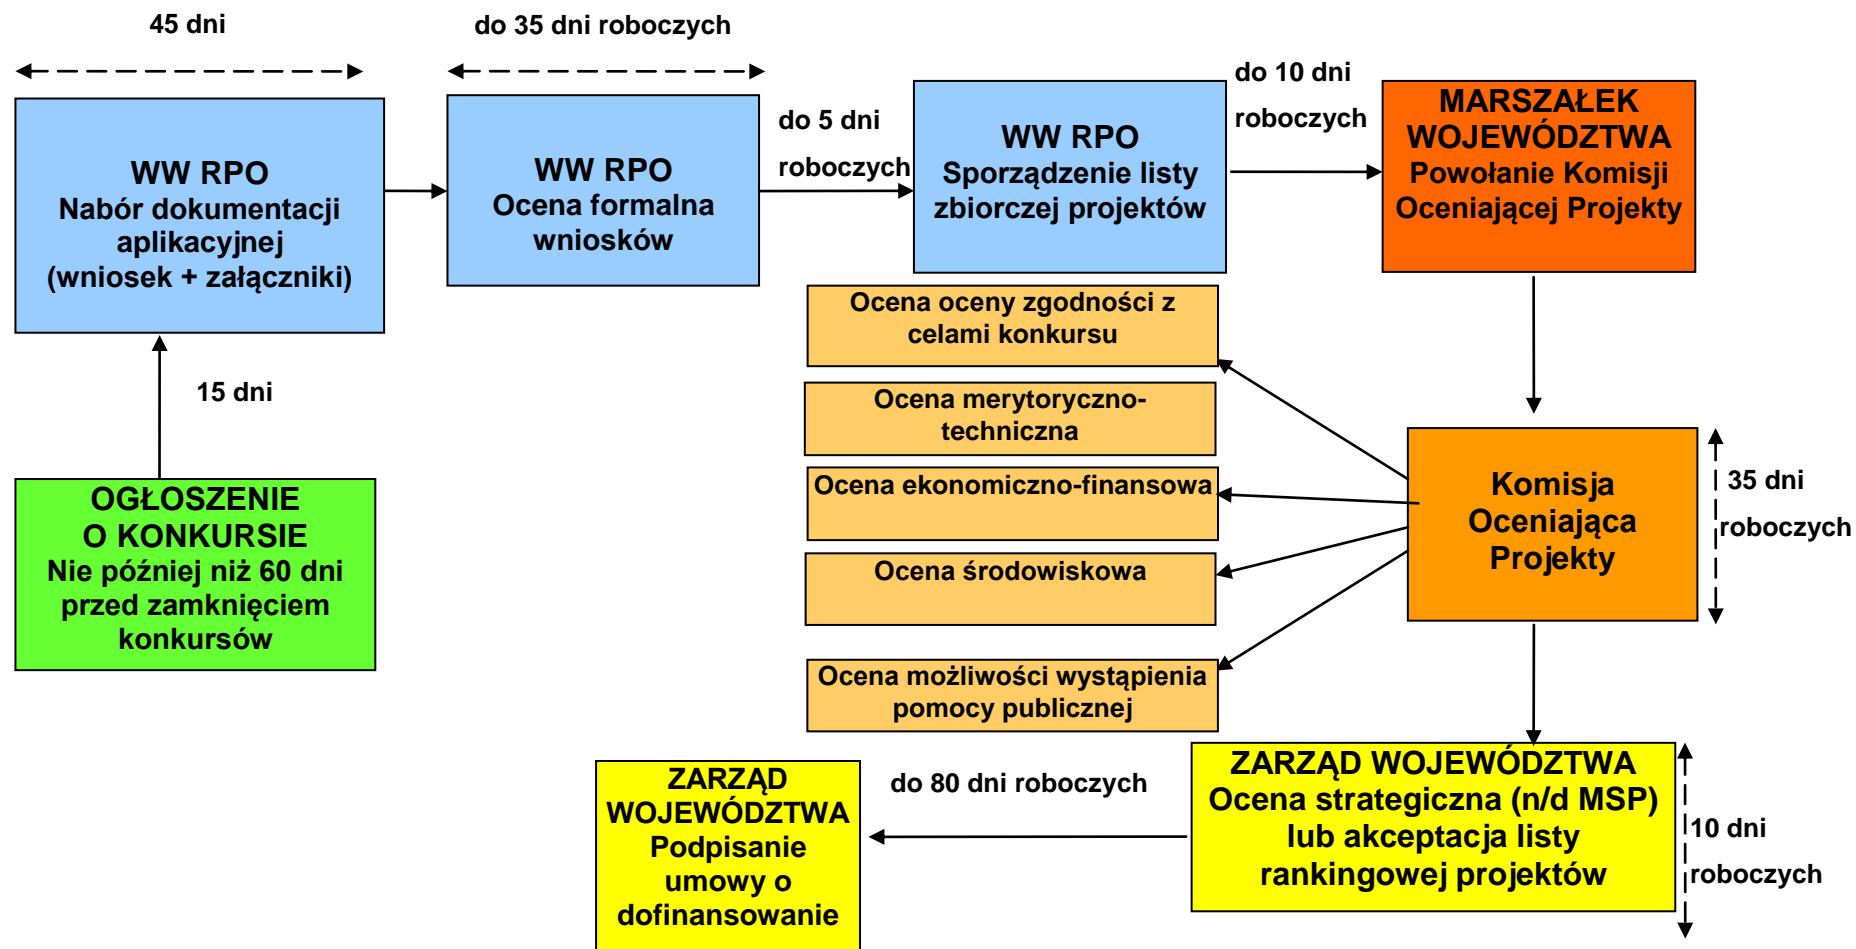 45 dni
do 35 dni roboczych
WW RPO
Nabór dokumentacji
aplikacyjnej
(wniosek + załączniki)
WW RPO
Ocena formalna
wniosków
do 5 dni
roboczych
WW RPO
Sporządzenie listy
zbiorczej projektów
do 10 dni
roboczych
MARSZAŁEK
WOJEWÓDZTWA
Powołanie Komisji
Oceniającej Projekty
15 dni
OGŁOSZENIE
O KONKURSIE
Nie później niż 60 dni
przed zamknięciem
konkursów
Ocena oceny zgodności z
celami konkursu
Ocena merytoryczno-
techniczna
Ocena ekonomiczno-finansowa
Ocena środowiskowa
Ocena możliwości wystąpienia
pomocy publicznej
Komisja
Oceniająca
Projekty
35 dni
roboczych
ZARZĄD WOJEWÓDZTWA
Ocena strategiczna (n/d MSP)
lub akceptacja listy
rankingowej projektów
10 dni
roboczych
do 80 dni roboczych
ZARZĄD
WOJEWÓDZTWA
Podpisanie
umowy o
dofinansowanie